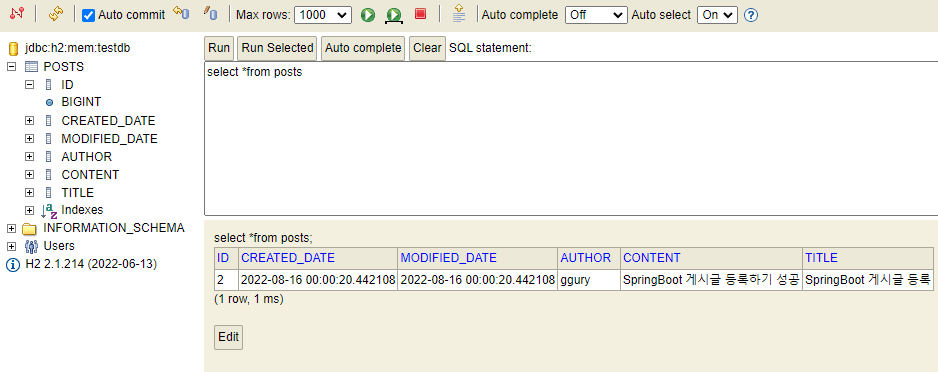 Auto commit Max rows: 1000 Auto complete Off Auto select On
jdbc:h2:mem:testdb
POSTS
ID
BIGINT
CREATED_DATE
MODIFIED_DATE
AUTHOR
CONTENT
TITLE
Indexes
INFORMATION_SCHEMA
Users
H2 2.1.214 (2022-06-13)
Run Run Selected Auto complete Clear SQL statement:
select *from posts
select *from posts;
ID CREATED_DATE MODIFIED_DATE AUTHOR CONTENT TITLE
2 2022-08-16 00:00:20.442108 2022-08-16 00:00:20.442108 ggury SpringBoot 게시글 등록하기 성공 SpringBoot 게시글 등록
(1 row, 1 ms)
Edit